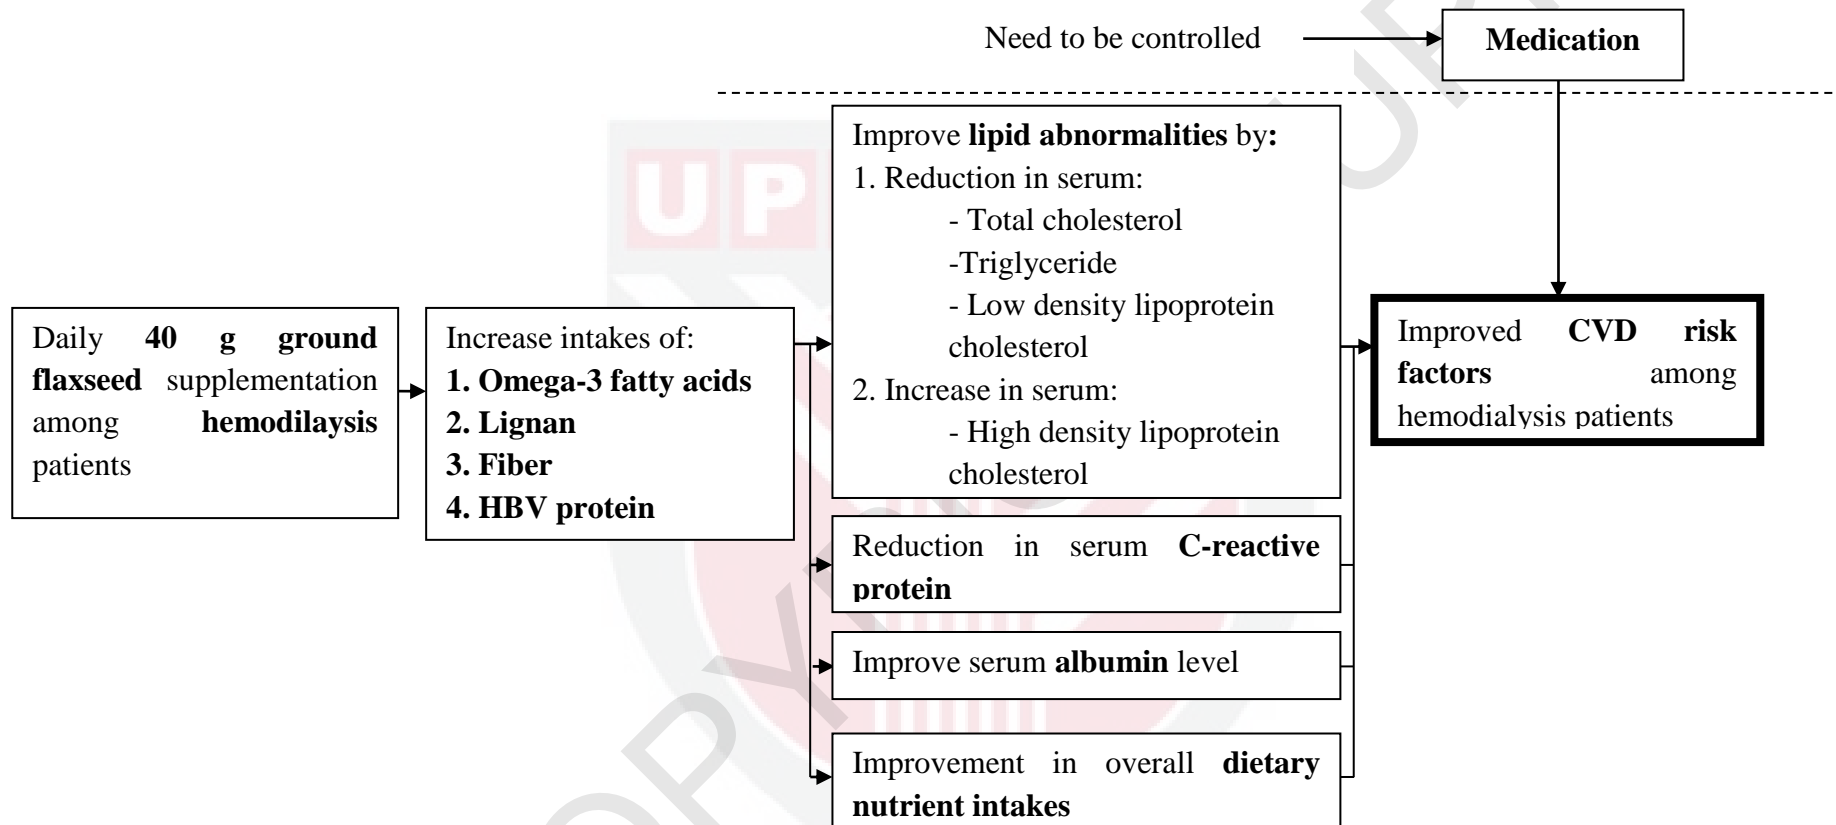 Need to be controlled
Medication
Improve lipid abnormalities by:
1. Reduction in serum:
- Total cholesterol
-Triglyceride
- Low density lipoprotein
cholesterol
2. Increase in serum:
- High density lipoprotein
cholesterol
Daily 40 g ground
flaxseed supplementation
among hemodilaysis
patients
Increase intakes of:
1. Omega-3 fatty acids
2. Lignan
3. Fiber
4. HBV protein
Improved CVD risk
factors among
hemodialysis patients
Reduction in serum C-reactive
protein
Improve serum albumin level
Improvement in overall dietary
nutrient intakes
UP